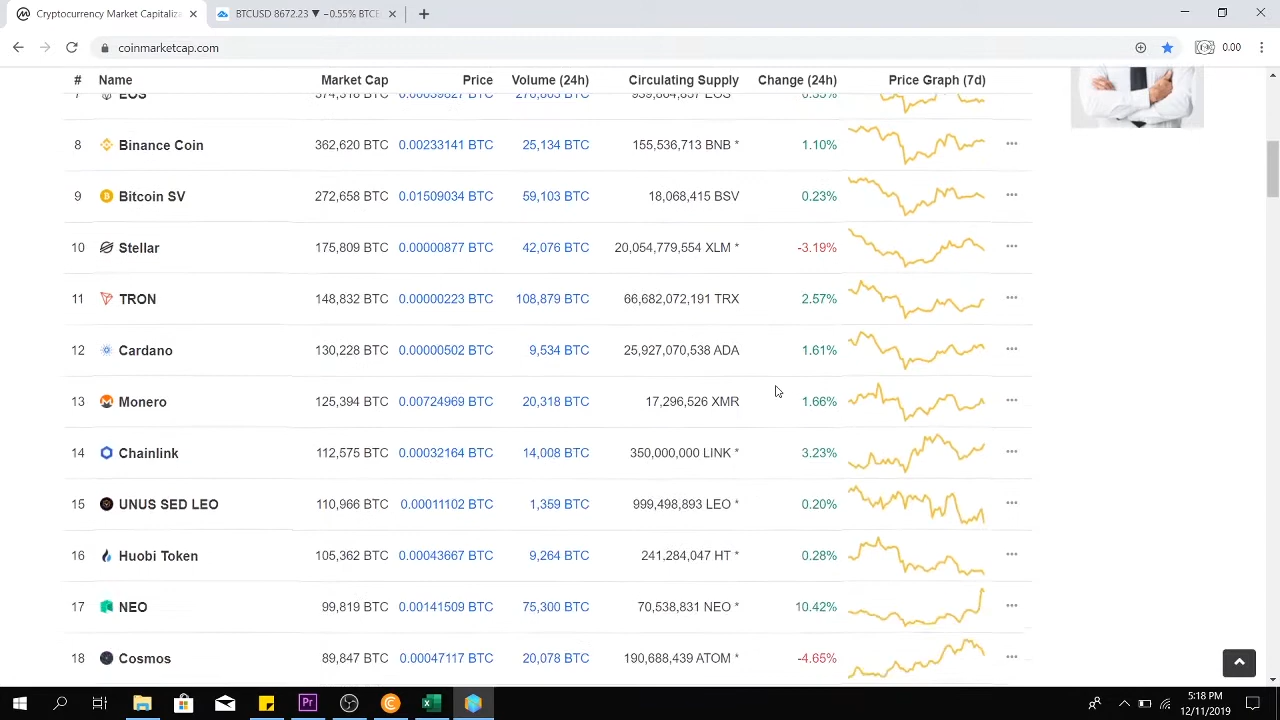 Cryptocurrency Market Capitaliz
BTCUSD 8672.23 ▼ −0.55% BTCE
coinmarketcap.com
0.00
# Name Market Cap Price Volume (24h) Circulating Supply Change (24h) Price Graph (7d)
EOS
8 Binance Coin 362,620 BTC 0.00233141 BTC 25,134 BTC 155,536,713 BNB * 1.10%
9 Bitcoin SV 272,658 BTC 0.01509034 BTC 59,103 BTC 18,068,415 BSV 0.23%
10 Stellar 175,809 BTC 0.00000877 BTC 42,076 BTC 20,054,779,554 XLM * -3.19%
11 TRON 148,832 BTC 0.00000223 BTC 108,879 BTC 66,682,072,191 TRX 2.57%
12 Cardano 130,228 BTC 0.00000502 BTC 9,534 BTC 25,927,070,538 ADA 1.61%
13 Monero 125,394 BTC 0.00724969 BTC 20,318 BTC 17,296,526 XMR 1.66%
14 Chainlink 112,575 BTC 0.00032164 BTC 14,008 BTC 350,000,000 LINK * 3.23%
15 UNUS SED LEO 110,966 BTC 0.00011102 BTC 1,359 BTC 999,498,893 LEO * 0.20%
16 Huobi Token 105,362 BTC 0.00043667 BTC 9,264 BTC 241,284,047 HT * 0.28%
17 NEO 99,819 BTC 0.00141509 BTC 75,300 BTC 70,538,831 NEO * 10.42%
18 Cosmos 89,847 BTC 0.00047117 BTC 20,078 BTC 190,688,439 ATOM * -4.65%
Pr
5:18 PM
12/11/2019